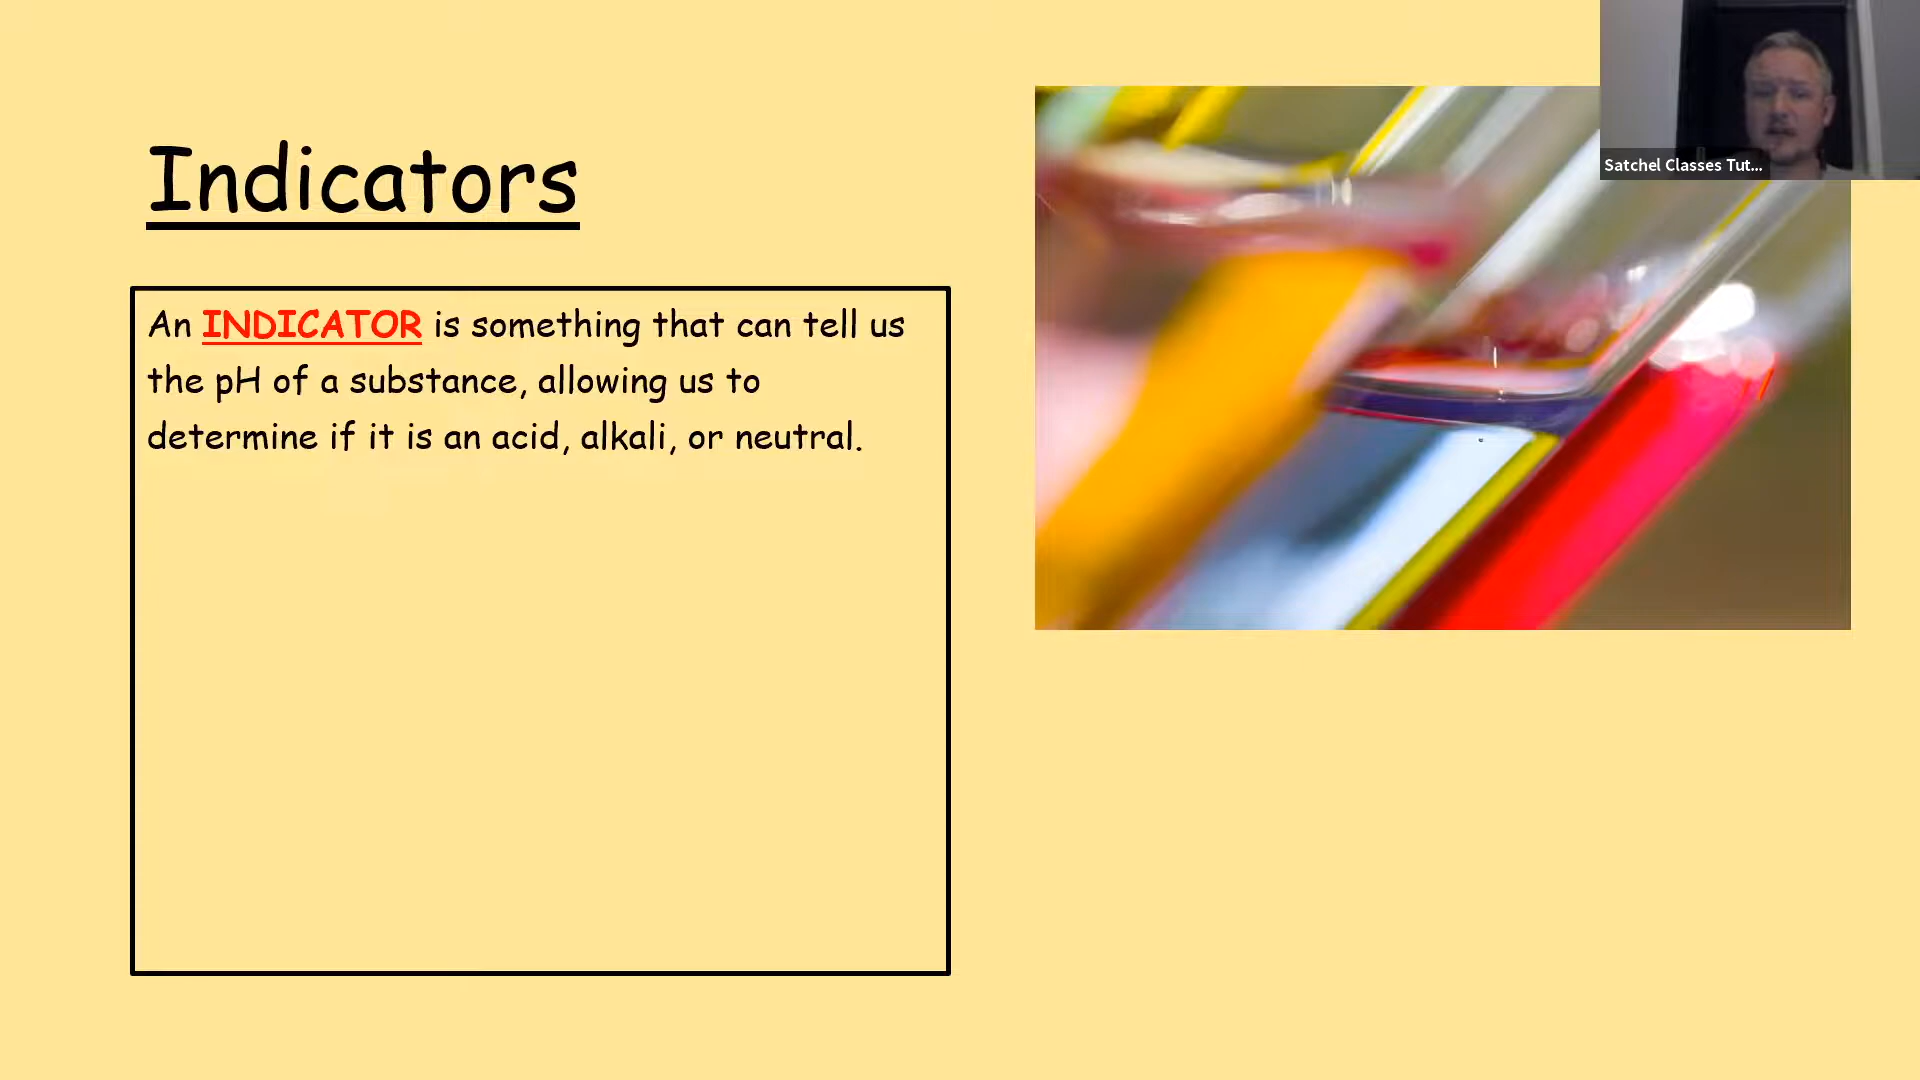 Indicators
An INDICATOR is something that can tell us
the pH of a substance, allowing us to
determine if it is an acid, alkali, or neutral.
Satchel Classes Tut...